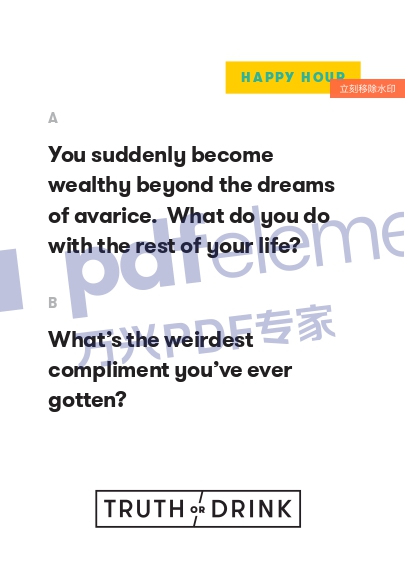 HAPPY HOUR
立刻移除水印
A
You suddenly become
wealthy beyond the dreams
of avarice. What do you do
with the rest of your life?
pdfeleme
B
What's the weirdest
compliment you've ever
gotten?
万兴PDF专家
TRUTH OR DRINK